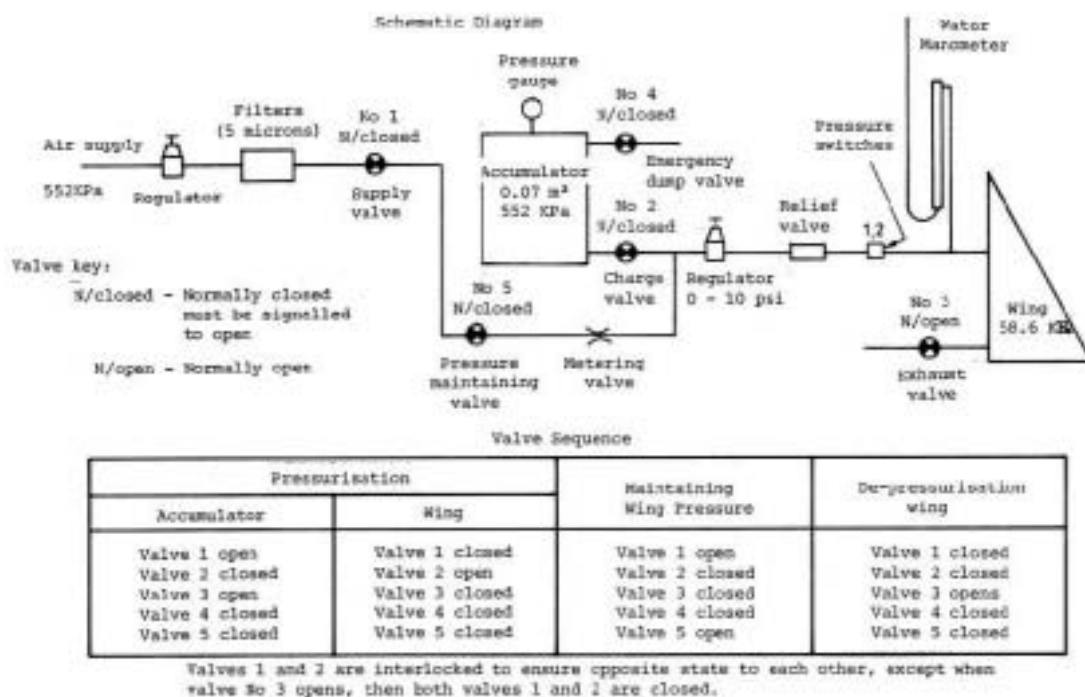 Schematic Diagram
Water
Manometer
Pressure
gauge
No 4
N/closed
Filters
(5 microns)
No 1
N/closed
Pressure
switches
Air supply
552KPa
Regulator
Supply
valve
Accumulator
0.07 m³
552 KPa
Emergency
dump valve
No 2
N/closed
Relief
valve
1,2
Valve key:
N/closed - Normally closed
must be signalled
to open
N/open - Normally open
No 5
N/closed
Charge
valve
Regulator
0 - 10 psi
No 3
N/open
Wing
58.6
Pressure
maintaining
valve
Metering
valve
Exhaust
valve
Valve Sequence
Pressurisation
Maintaining
Wing Pressure
De-pressurisation
wing
Accumulator
Wing
Valve 1 open Valve 1 closed Valve 1 open Valve 1 closed
Valve 2 closed Valve 2 open Valve 2 closed Valve 2 closed
Valve 3 open Valve 3 closed Valve 3 closed Valve 3 opens
Valve 4 closed Valve 4 closed Valve 4 closed Valve 4 closed
Valve 5 closed Valve 5 closed Valve 5 open Valve 5 closed
Valves 1 and 2 are interlocked to ensure opposite state to each other, except when
valve No 3 opens, then both valves 1 and 2 are closed.